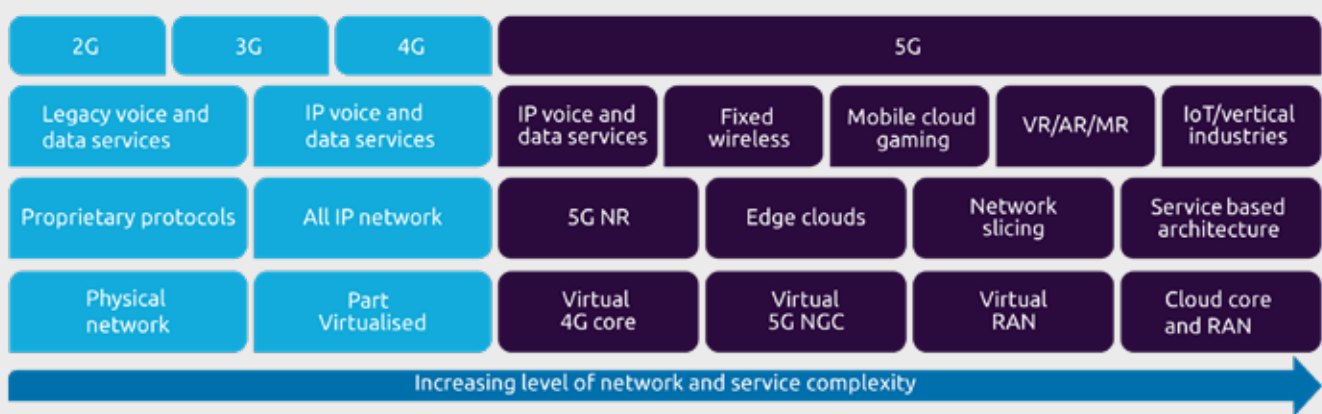 2G
3G
4G
5G
Legacy voice and
data services
IP voice and
data services
IP voice and
data services
Fixed
wireless
Mobile cloud
gaming
VR/AR/MR
IoT/vertical
industries
Proprietary protocols
All IP network
5G NR
Edge clouds
Network
slicing
Service based
architecture
Physical
network
Part
Virtualised
Virtual
4G core
Virtual
5G NGC
Virtual
RAN
Cloud core
and RAN
Increasing level of network and service complexity